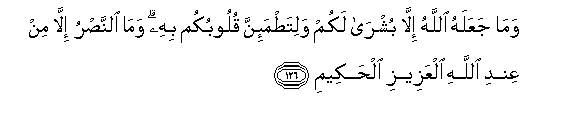 وَمَا جَعَلَهُ ٱللَّهُ إِلَّا بُشْرَىٰ لَكُمْ وَلِتَطْمَئِنَّ قُلُوبُكُم بِهِۦ ۗ وَمَا ٱلنَّصْرُ إِلَّا مِنْ
عِندِ ٱللَّهِ ٱلْعَزِيزِ ٱلْحَكِيمِ ١٢٦